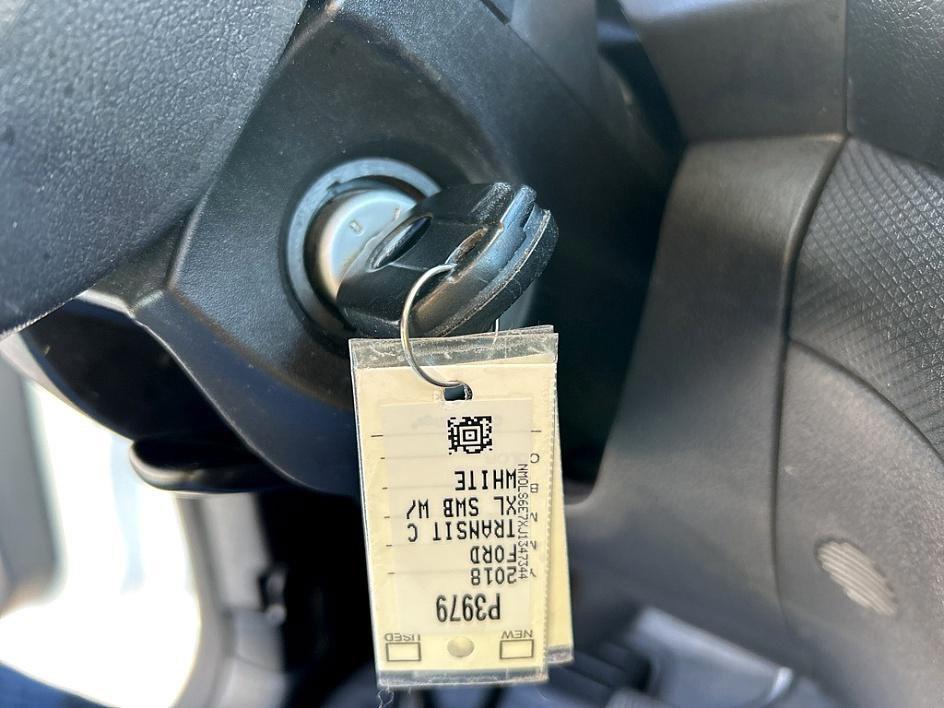 NEW USED
P3979
Y 2018
M FORD
M TRANSIT C
B XL SWB W/
C WHITE
NM0LS6E7XJ1347344